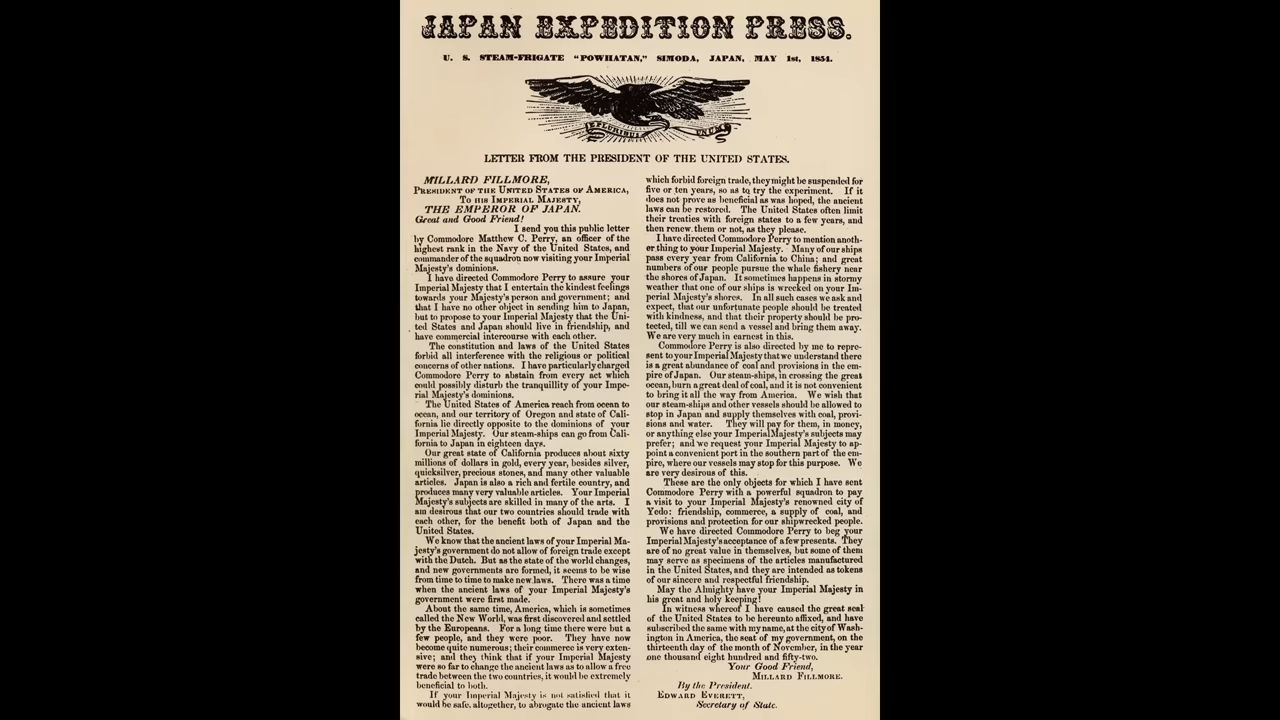 JAPAN EXPEDITION PRESS.
U. S. STEAM-FRIGATE "POWHATAN," SIMODA, JAPAN, MAY 1st, 1854.
E PLURIBUS UNUM
LETTER FROM THE PRESIDENT OF THE UNITED STATES.
MILLARD FILLMORE,
PRESIDENT OF THE UNITED STATES OF AMERICA,
TO HIS IMPERIAL MAJESTY,
THE EMPEROR OF JAPAN.
Great and Good Friend!
I send you this public letter
by Commodore Matthew C. Perry, an officer of the
highest rank in the Navy of the United States, and
commander of the squadron now visiting your Imperial
Majesty's dominions.
I have directed Commodore Perry to assure your
Imperial Majesty that I entertain the kindest feelings
towards your Majesty's person and government; and
that I have no other object in sending him to Japan,
but to propose to your Imperial Majesty that the Uni-
ted States and Japan should live in friendship, and
have commercial intercourse with each other.
The constitution and laws of the United States
forbid all interference with the religious or political
concerns of other nations. I have particularly charged
Commodore Perry to abstain from every act which
could possibly disturb the tranquillity of your Impe-
rial Majesty's dominions.
The United States of America reach from ocean to
ocean, and our territory of Oregon and state of Cali-
fornia lie directly opposite to the dominions of your
Imperial Majesty. Our steam-ships can go from Cali-
fornia to Japan in eighteen days.
Our great state of California produces about sixty
millions of dollars in gold, every year, besides silver,
quicksilver, precious stones, and many other valuable
articles. Japan is also a rich and fertile country, and
produces many very valuable articles. Your Imperial
Majesty's subjects are skilled in many of the arts. I
am desirous that our two countries should trade with
each other, for the benefit both of Japan and the
United States.
We know that the ancient laws of your Imperial Ma-
jesty's government do not allow of foreign trade except
with the Dutch. But as the state of the world changes,
and new governments are formed, it seems to be wise
from time to time to make new laws. There was a time
when the ancient laws of your Imperial Majesty's
government were first made.
About the same time, America, which is sometimes
called the New World, was first discovered and settled
by the Europeans. For a long time there were but a
few people, and they were poor. They have now
become quite numerous; their commerce is very exten-
sive; and they think that if your Imperial Majesty
were so far to change the ancient laws as to allow a free
trade between the two countries, it would be extremely
beneficial to both.
If your Imperial Majesty is not satisfied that it
would be safe, altogether, to abrogate the ancient laws
which forbid foreign trade, they might be suspended for
five or ten years, so as to try the experiment. If it
does not prove as beneficial as was hoped, the ancient
laws can be restored. The United States often limit
their treaties with foreign states to a few years, and
then renew them or not, as they please.
I have directed Commodore Perry to mention anoth-
er thing to your Imperial Majesty. Many of our ships
pass every year from California to China; and great
numbers of our people pursue the whale fishery near
the shores of Japan. It sometimes happens in stormy
weather that one of our ships is wrecked on your Im-
perial Majesty's shores. In all such cases we ask and
expect, that our unfortunate people should be treated
with kindness, and that their property should be pro-
tected, till we can send a vessel and bring them away.
We are very much in earnest in this.
Commodore Perry is also directed by me to repre-
sent to your Imperial Majesty that we understand there
is a great abundance of coal and provisions in the em-
pire of Japan. Our steam-ships, in crossing the great
ocean, burn a great deal of coal, and it is not convenient
to bring it all the way from America. We wish that
our steam-ships and other vessels should be allowed to
stop in Japan and supply themselves with coal, provi-
sions and water. They will pay for them, in money,
or anything else your Imperial Majesty's subjects may
prefer; and we request your Imperial Majesty to ap-
point a convenient port in the southern part of the em-
pire, where our vessels may stop for this purpose. We
are very desirous of this.
These are the only objects for which I have sent
Commodore Perry with a powerful squadron to pay
a visit to your Imperial Majesty's renowned city of
Yedo: friendship, commerce, a supply of coal, and
provisions and protection for our shipwrecked people.
We have directed Commodore Perry to beg your
Imperial Majesty's acceptance of a few presents. They
are of no great value in themselves, but some of them
may serve as specimens of the articles manufactured
in the United States, and they are intended as tokens
of our sincere and respectful friendship.
May the Almighty have your Imperial Majesty in
his great and holy keeping!
In witness whereof I have caused the great seal
of the United States to be hereunto affixed, and have
subscribed the same with my name, at the city of Wash-
ington in America, the seat of my government, on the
thirteenth day of the month of November, in the year
one thousand eight hundred and fifty-two.
Your Good Friend,
MILLARD FILLMORE.
By the President.
EDWARD EVERETT,
Secretary of State.